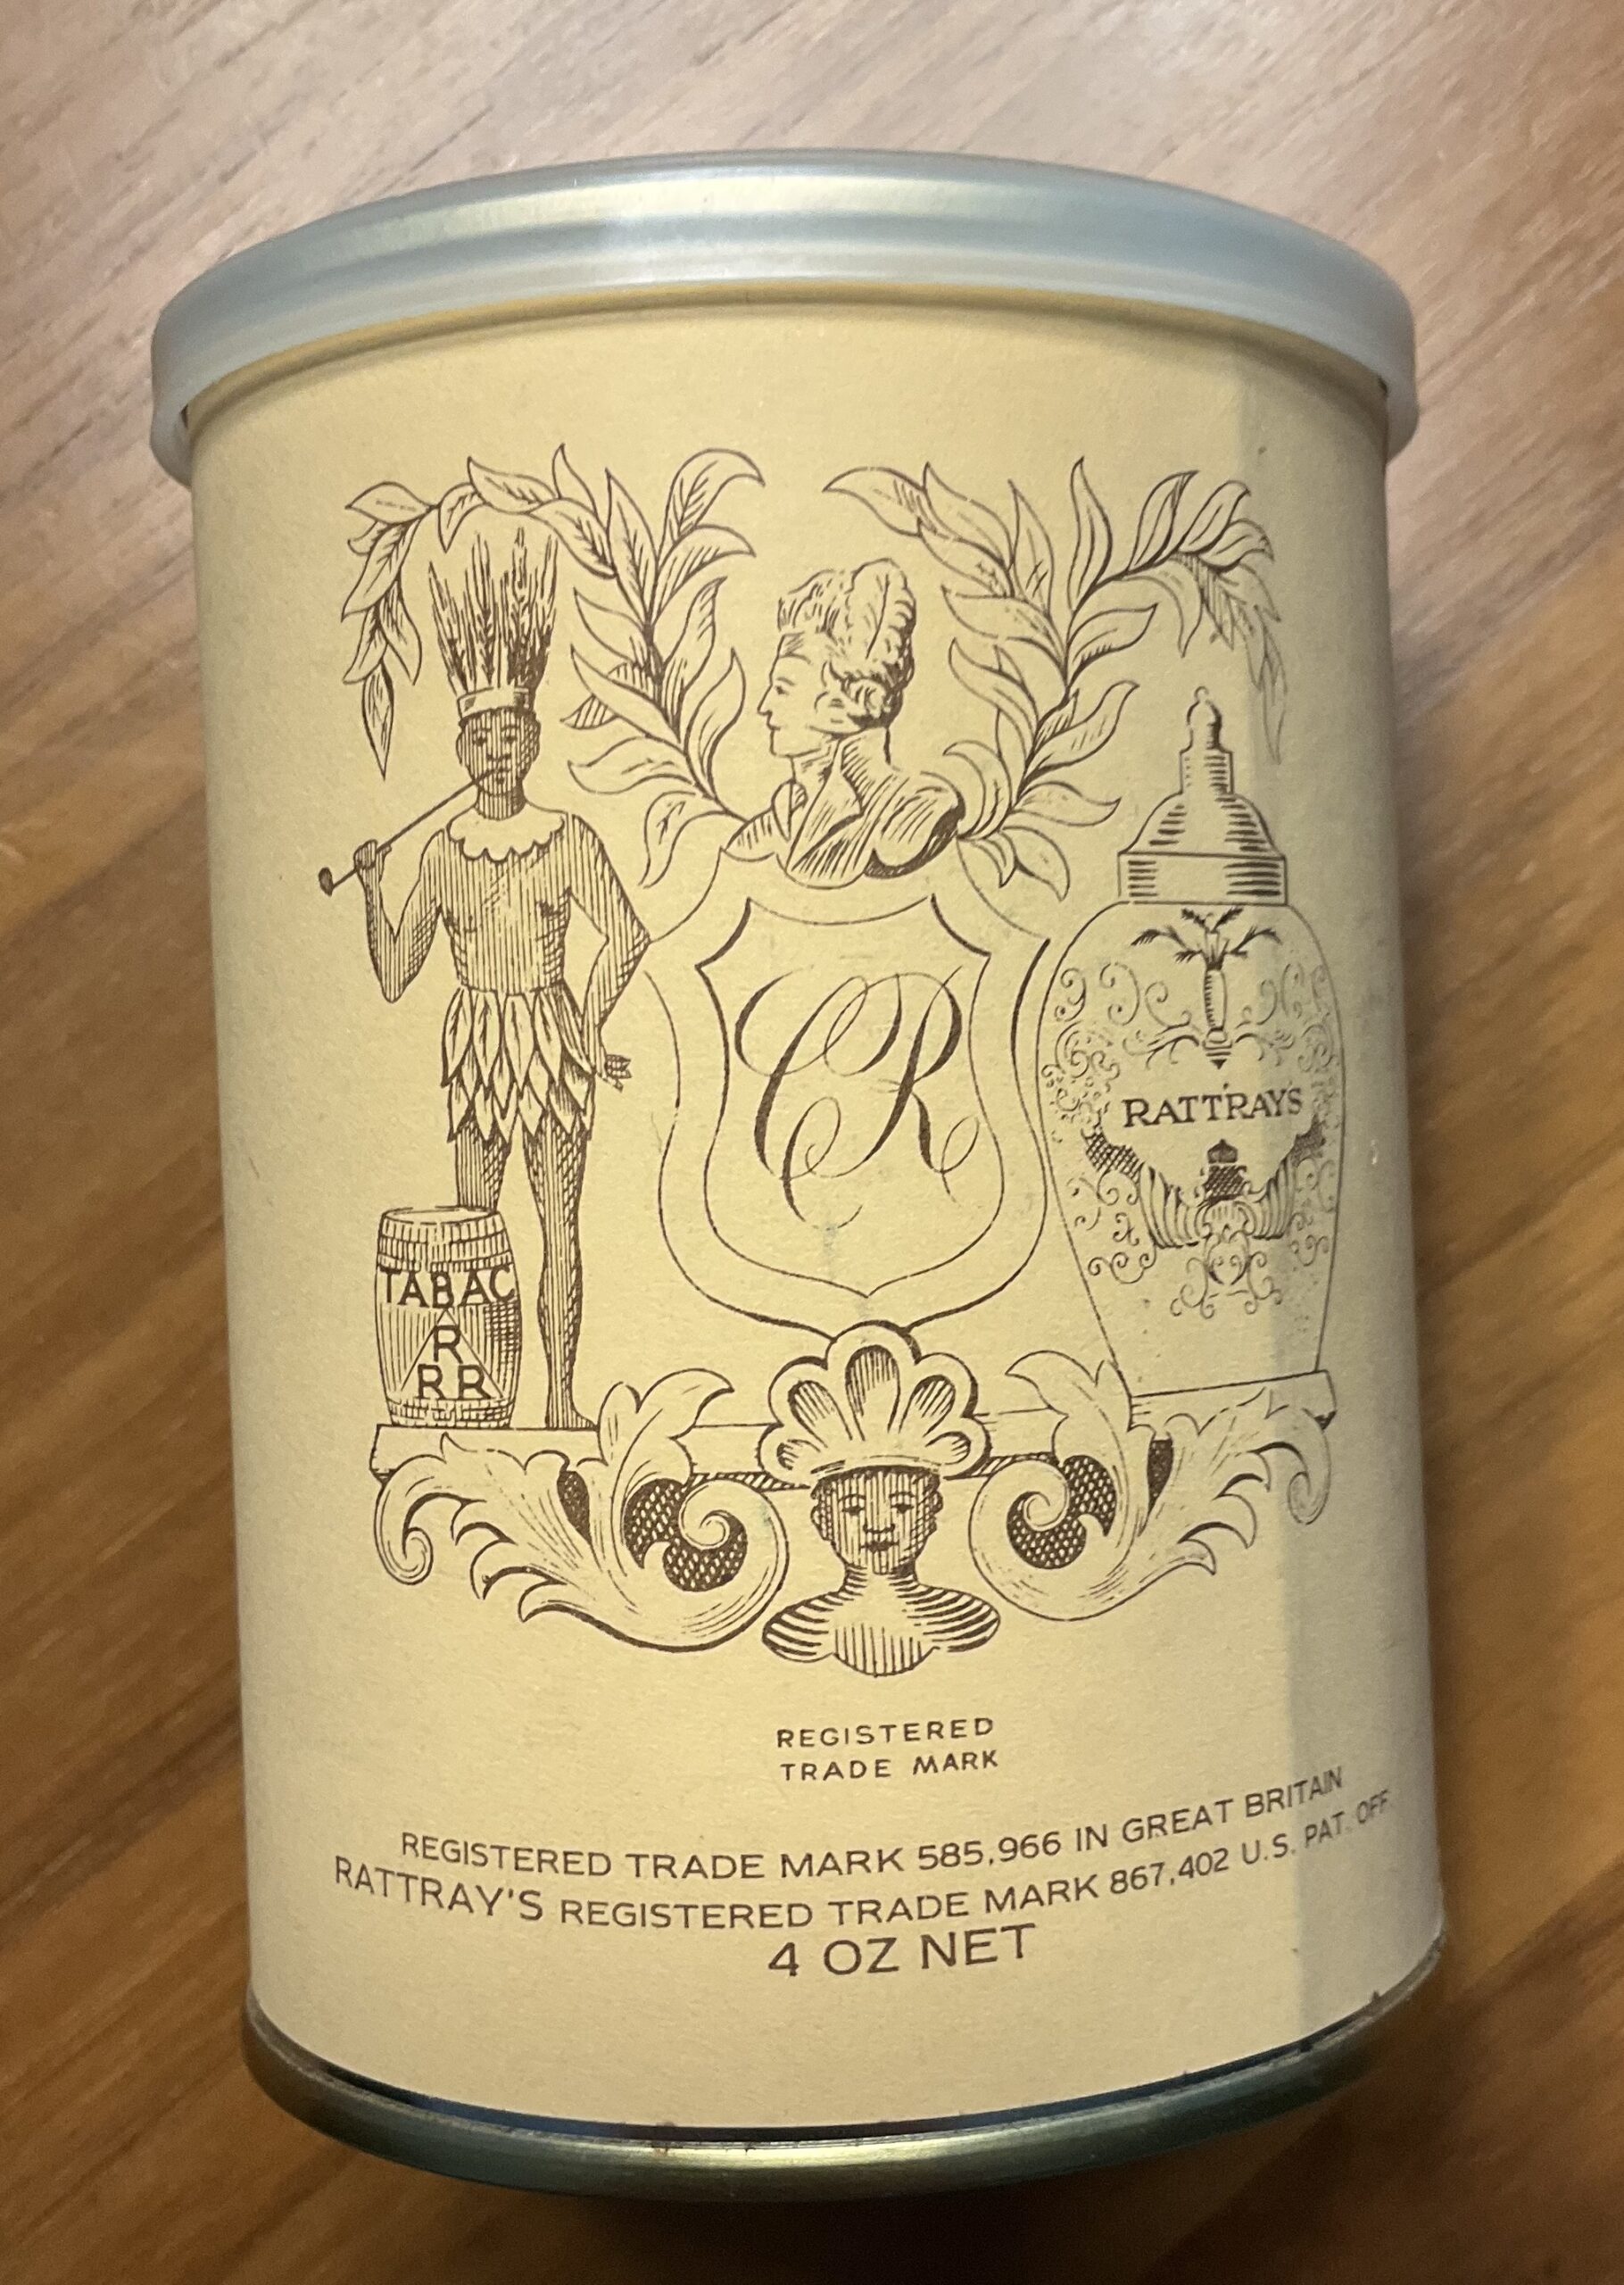 CR
RATTRAY'S
TABAC
R
RR
REGISTERED
TRADE MARK
REGISTERED TRADE MARK 585,966 IN GREAT BRITAIN
RATTRAY'S REGISTERED TRADE MARK 867,402 U.S. PAT. OFF.
4 OZ NET